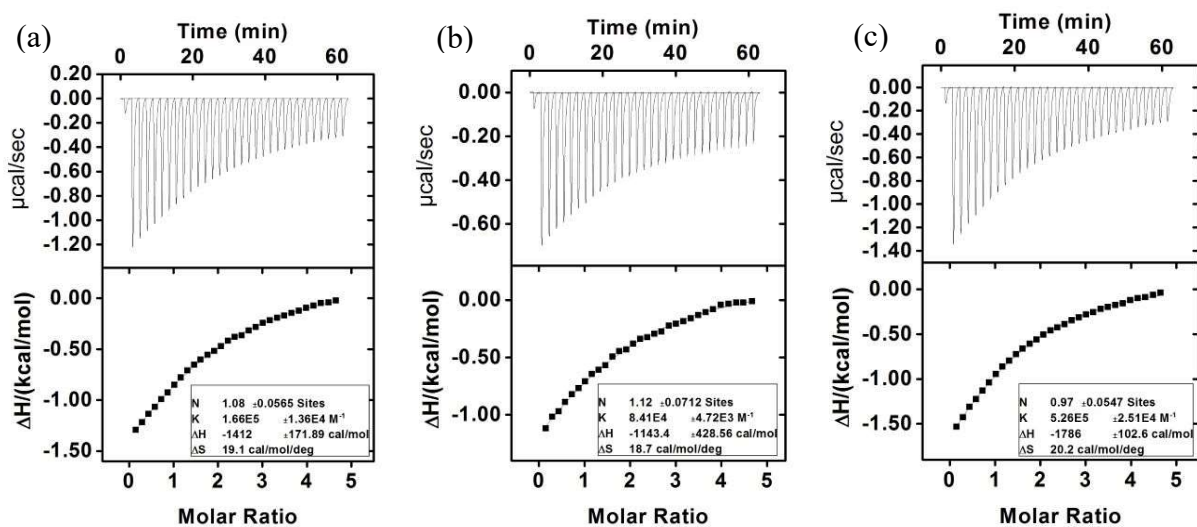 (a)
Time (min)
0 20 40 60
0.20
0.00
-0.20
-0.40
-0.60
-0.80
-1.00
-1.20
µcal/sec
0.00
-0.50
-1.00
-1.50
ΔH/(kcal/mol)
N 1.08 ±0.0565 Sites
K 1.66E5 ±1.36E4 M⁻¹
ΔH -1412 ±171.89 cal/mol
ΔS 19.1 cal/mol/deg
0 1 2 3 4 5
Molar Ratio
(b)
Time (min)
0 20 40 60
0.00
-0.20
-0.40
-0.60
µcal/sec
0.00
-0.50
-1.00
ΔH/(kcal/mol)
N 1.12 ±0.0712 Sites
K 8.41E4 ±4.72E3 M⁻¹
ΔH -1143.4 ±428.56 cal/mol
ΔS 18.7 cal/mol/deg
0 1 2 3 4 5
Molar Ratio
(c)
Time (min)
0 20 40 60
0.00
-0.20
-0.40
-0.60
-0.80
-1.00
-1.20
-1.40
µcal/sec
0.00
-0.50
-1.00
-1.50
ΔH/(kcal/mol)
N 0.97 ±0.0547 Sites
K 5.26E5 ±2.51E4 M⁻¹
ΔH -1786 ±102.6 cal/mol
ΔS 20.2 cal/mol/deg
0 1 2 3 4 5
Molar Ratio